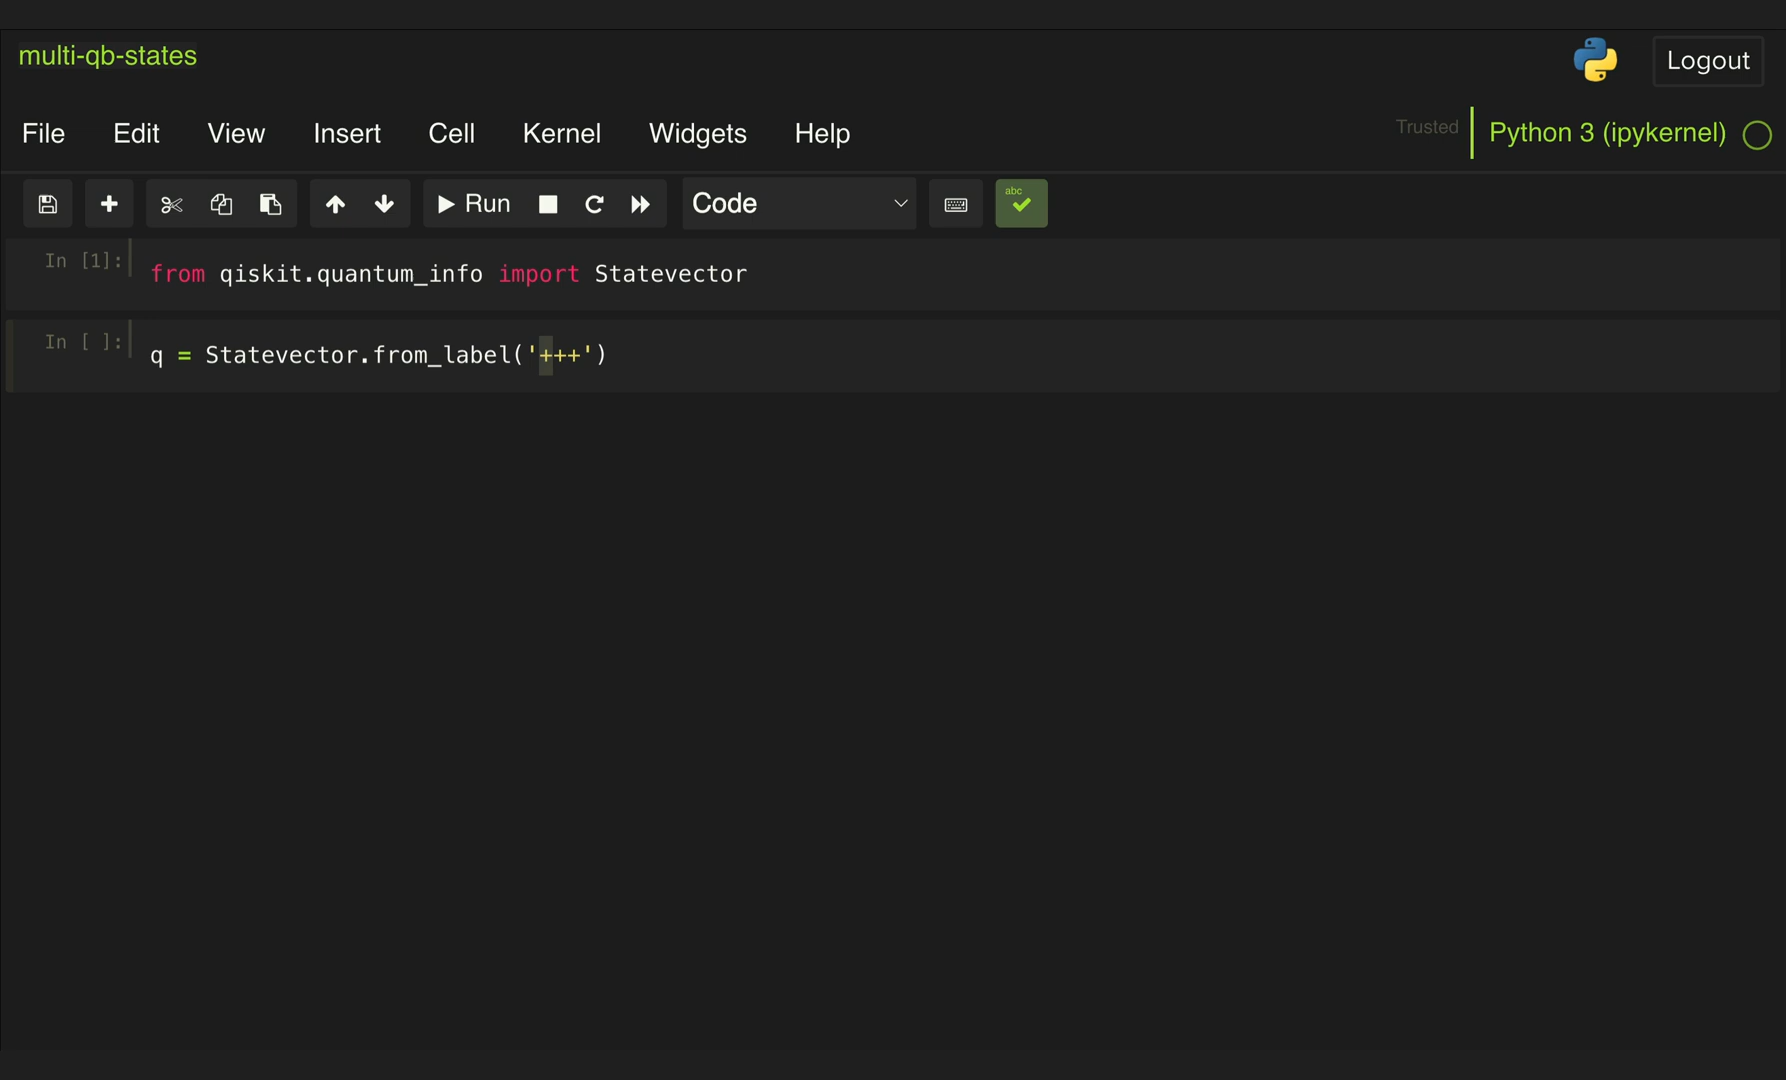 multi-qb-states
Logout
File Edit View Insert Cell Kernel Widgets Help
Trusted Python 3 (ipykernel)
Run Code abc
In [1]: from qiskit.quantum_info import Statevector
In [ ]: q = Statevector.from_label('+++')